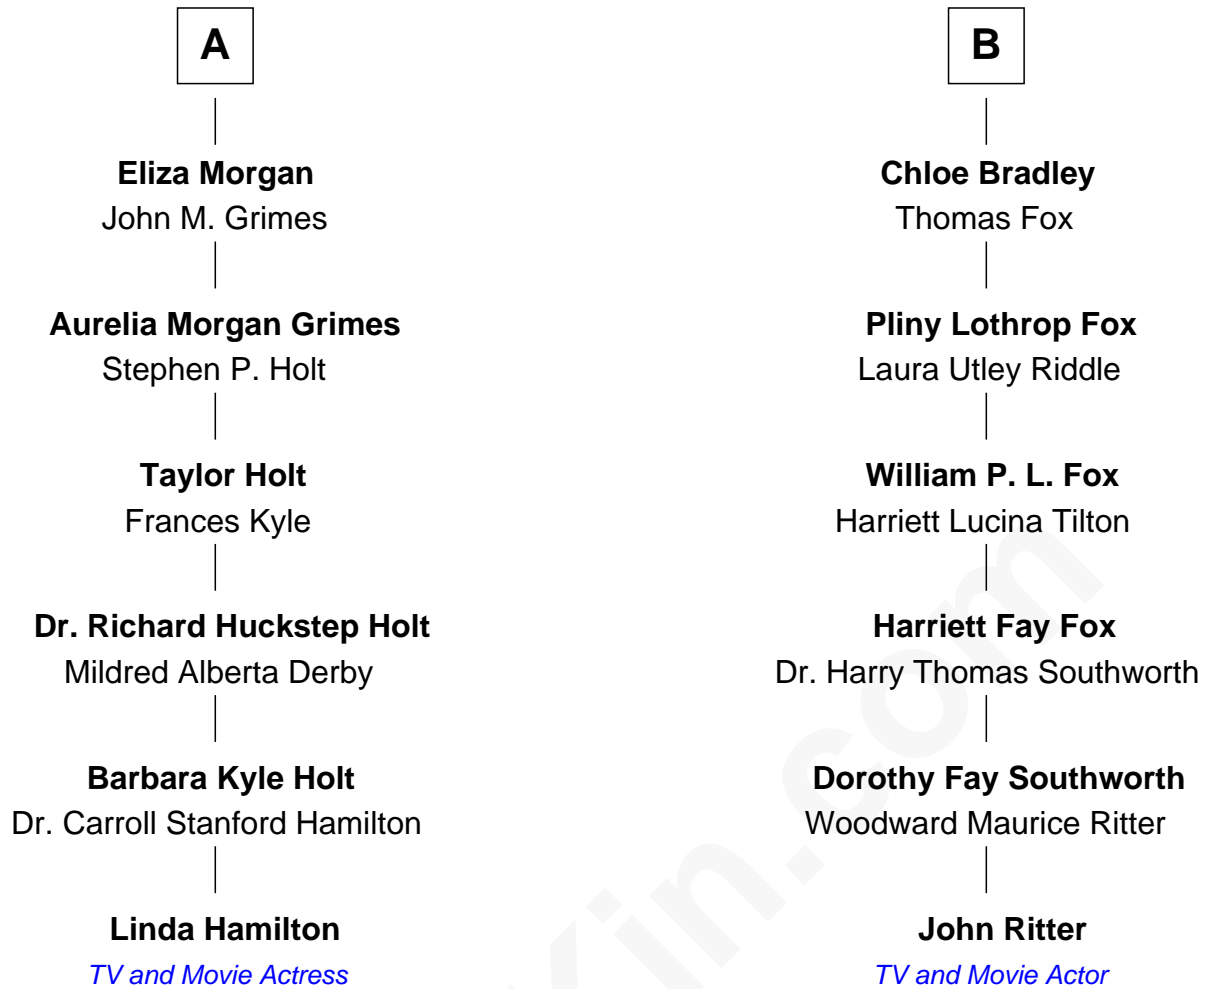 A
Eliza Morgan
John M. Grimes
Aurelia Morgan Grimes
Stephen P. Holt
Taylor Holt
Frances Kyle
Dr. Richard Huckstep Holt
Mildred Alberta Derby
Barbara Kyle Holt
Dr. Carroll Stanford Hamilton
Linda Hamilton
TV and Movie Actress
B
Chloe Bradley
Thomas Fox
Pliny Lothrop Fox
Laura Utley Riddle
William P. L. Fox
Harriett Lucina Tilton
Harriett Fay Fox
Dr. Harry Thomas Southworth
Dorothy Fay Southworth
Woodward Maurice Ritter
John Ritter
TV and Movie Actor
Kin.com